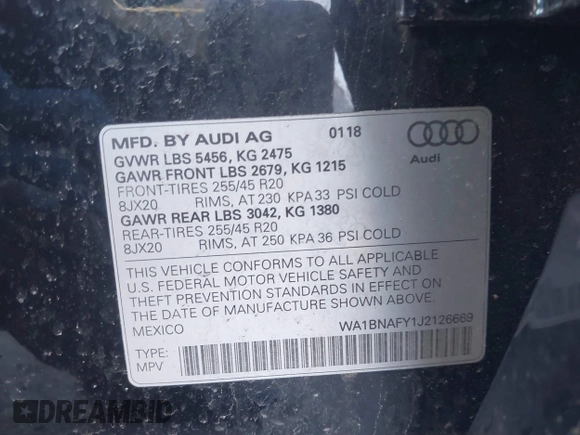 MFD. BY AUDI AG 0118
GVWR LBS 5456, KG 2475
GAWR FRONT LBS 2679, KG 1215
FRONT-TIRES 255/45 R20
8JX20 RIMS, AT 230 KPA 33 PSI COLD
GAWR REAR LBS 3042, KG 1380
REAR-TIRES 255/45 R20
8JX20 RIMS, AT 250 KPA 36 PSI COLD
Audi
THIS VEHICLE CONFORMS TO ALL APPLICABLE
U.S. FEDERAL MOTOR VEHICLE SAFETY AND
THEFT PREVENTION STANDARDS IN EFFECT ON
THE DATE OF MANUFACTURE SHOWN ABOVE.
MEXICO WA1BNAFY1J2126669
TYPE:
MPV
DREAMBID